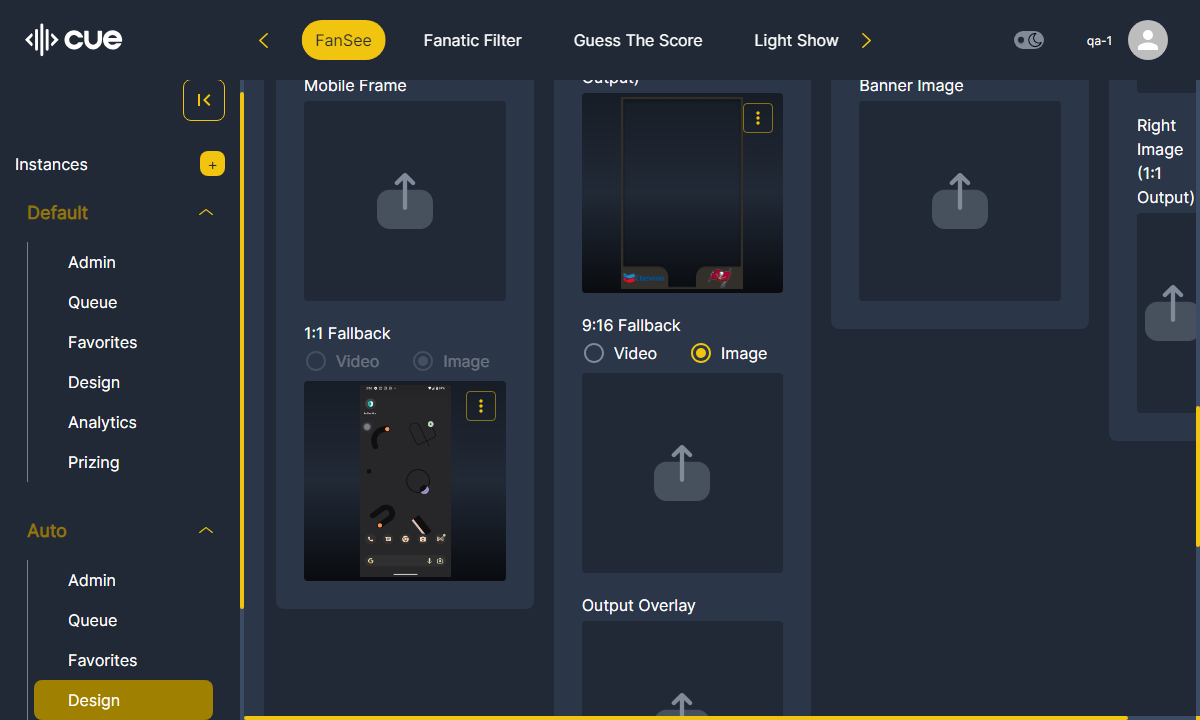 cue
FanSee
Fanatic Filter
Guess The Score
Light Show
qa-1
Instances
+
Default
Admin
Queue
Favorites
Design
Analytics
Prizing
Auto
Admin
Queue
Favorites
Design
Mobile Frame
1:1 Fallback
Video
Image
Output)
9:16 Fallback
Video
Image
Output Overlay
Banner Image
Right
Image
(1:1
Output)